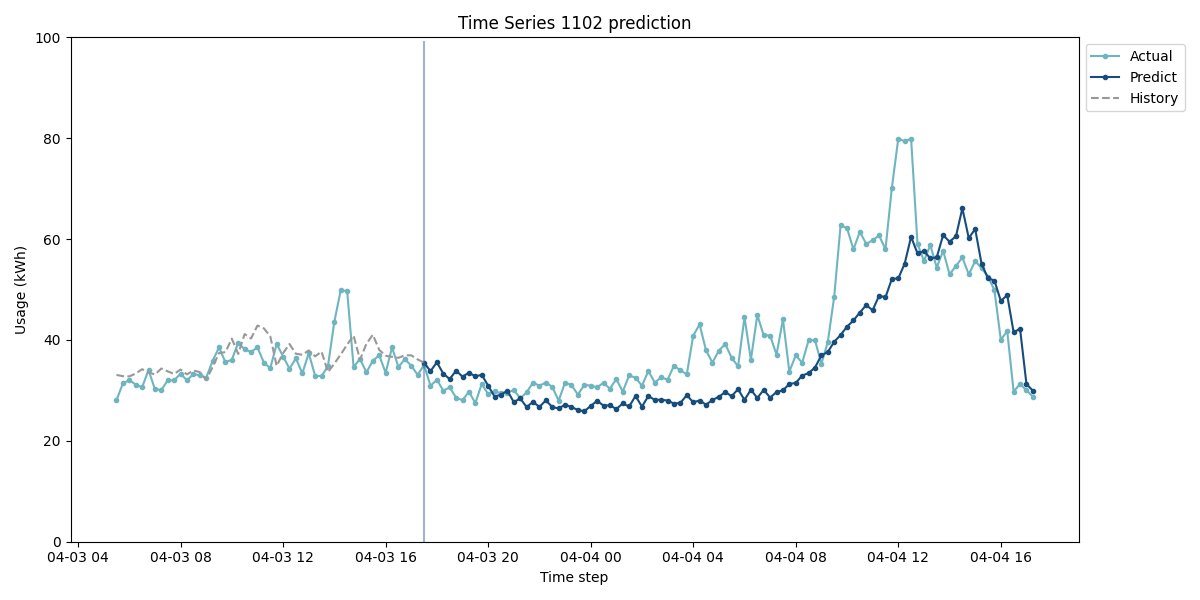 Time Series 1102 prediction
Usage (kWh)
100
80
60
40
20
0
04-03 04
04-03 08
04-03 12
04-03 16
04-03 20
04-04 00
04-04 04
04-04 08
04-04 12
04-04 16
Time step
Actual
Predict
History